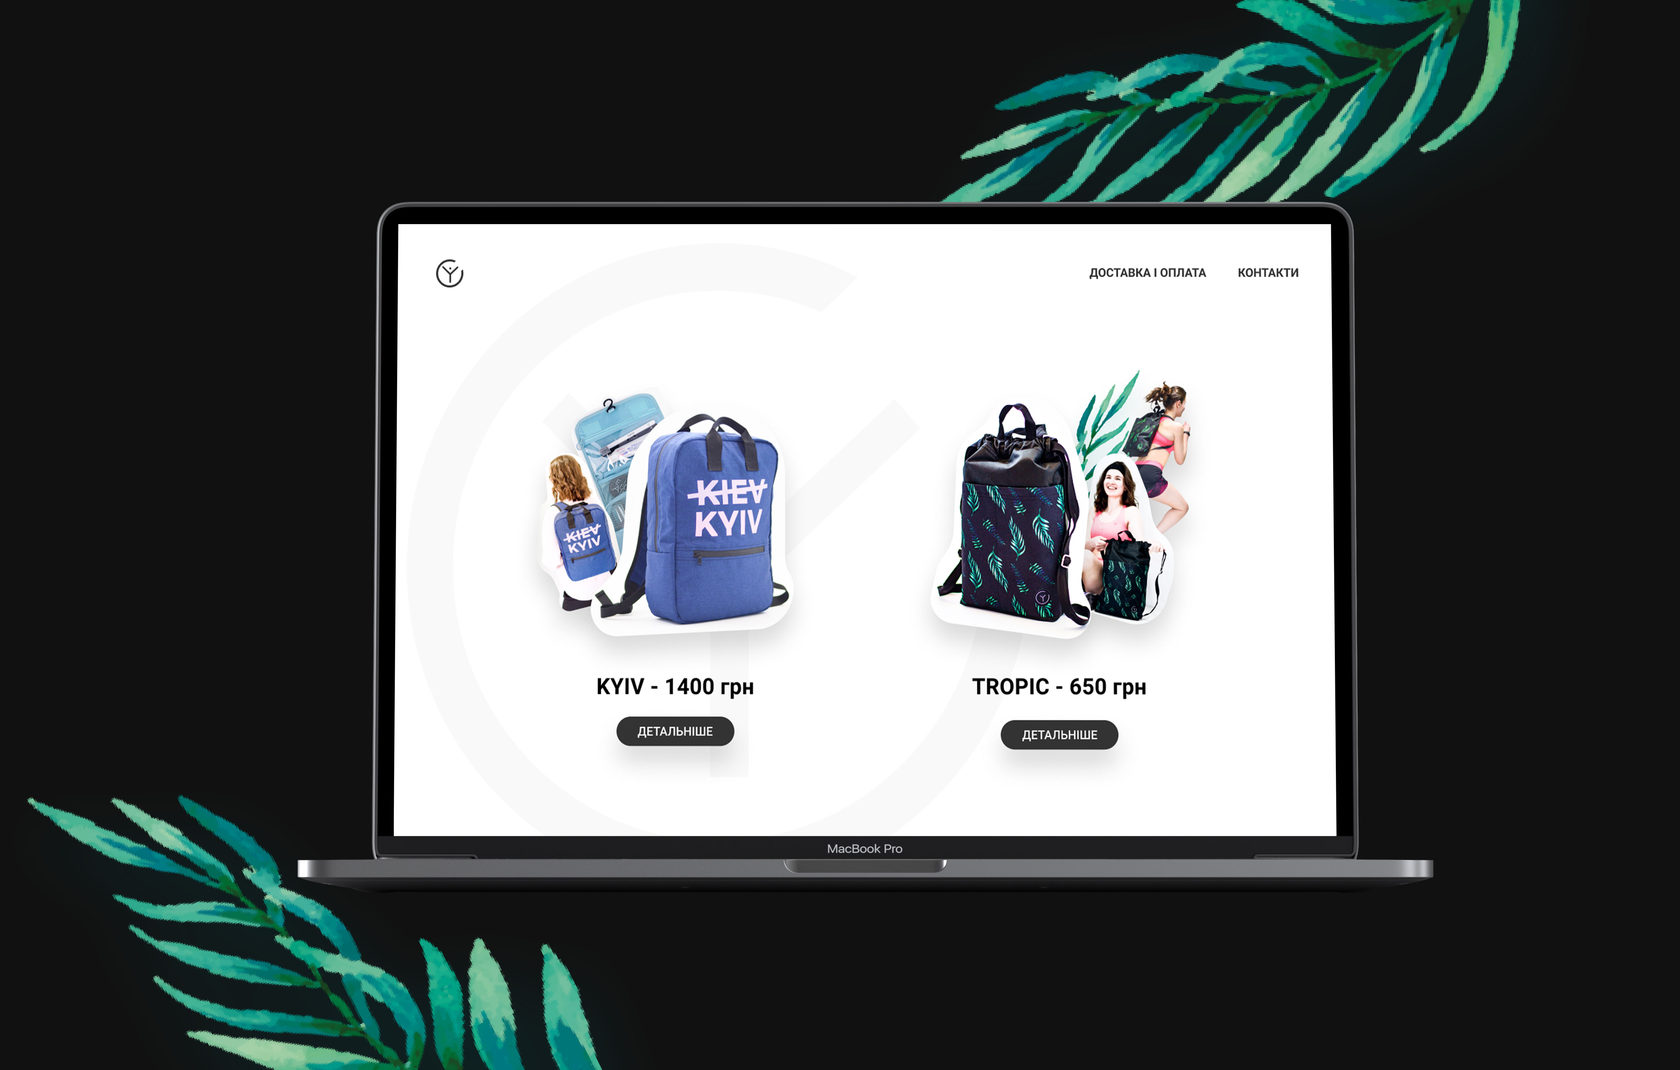 ДОСТАВКА І ОПЛАТА
КОНТАКТИ
KIEV
KYIV
KIEV
KYIV
KYIV - 1400 грн
TROPIC - 650 грн
ДЕТАЛЬНІШЕ
ДЕТАЛЬНІШЕ
MacBook Pro